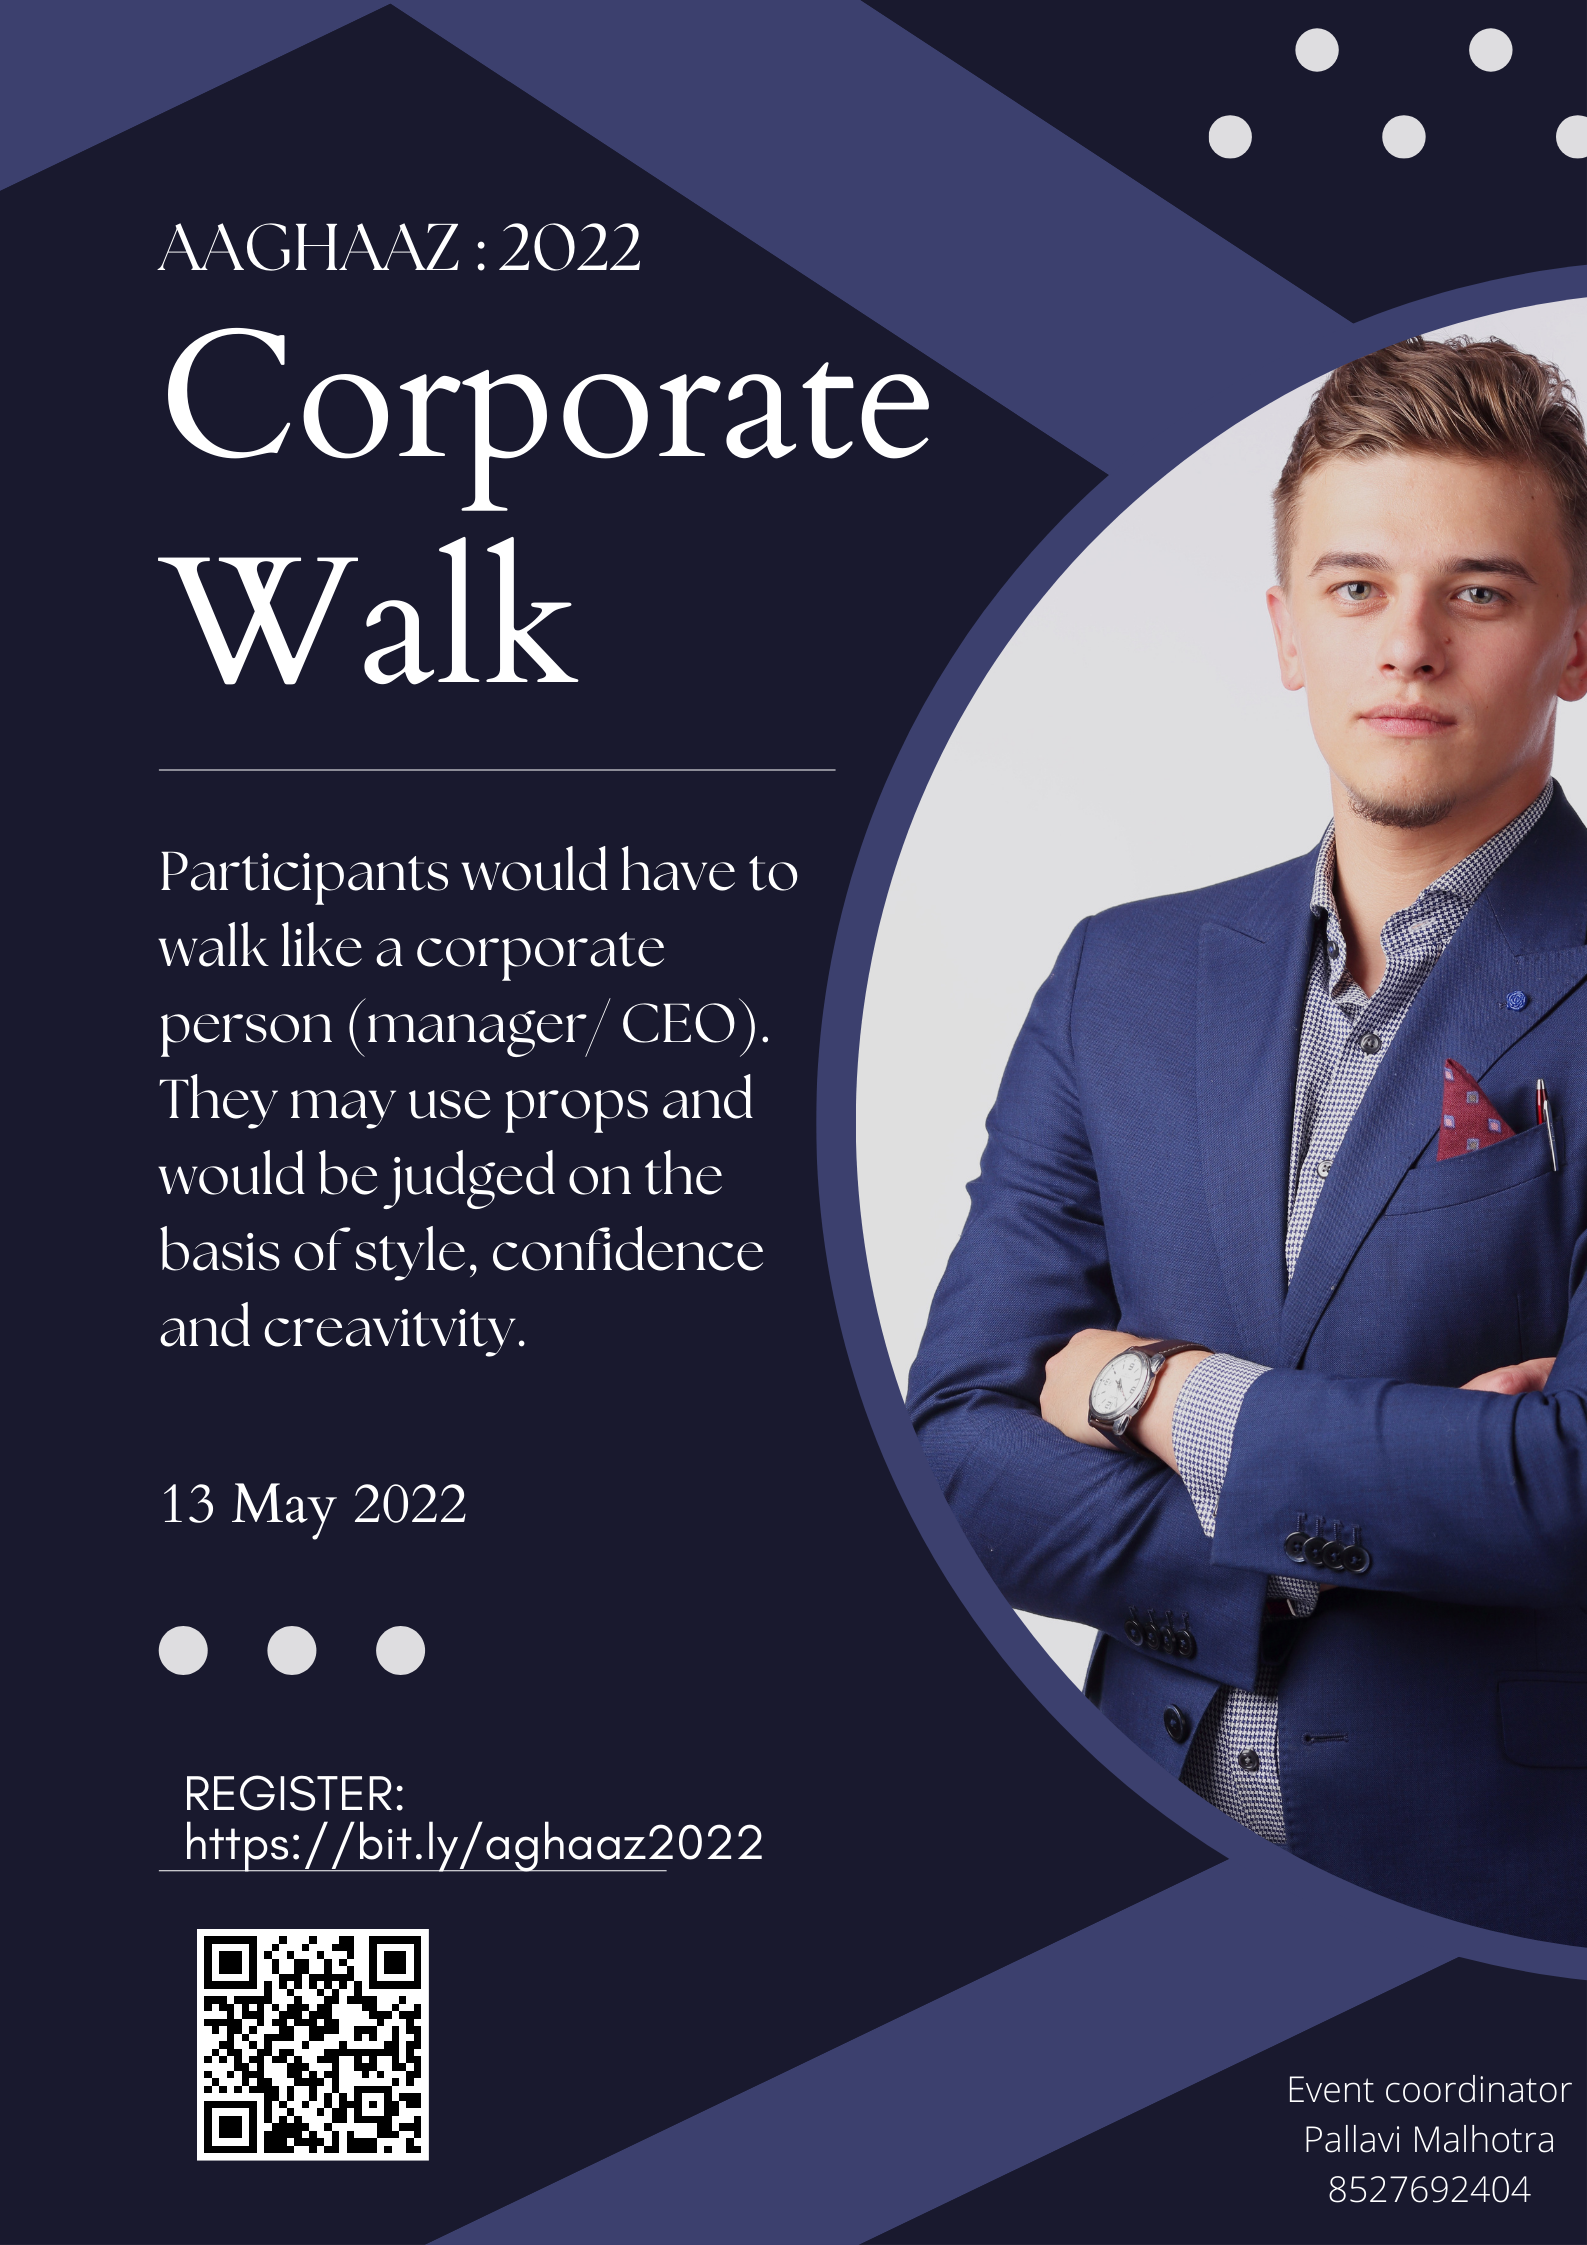 AAGHAAZ : 2022
Corporate
Walk
Participants would have to
walk like a corporate
person (manager/ CEO).
They may use props and
would be judged on the
basis of style, confidence
and creavitvity.
13 May 2022
REGISTER:
https://bit.ly/aghaaz2022
Event coordinator
Pallavi Malhotra
8527692404